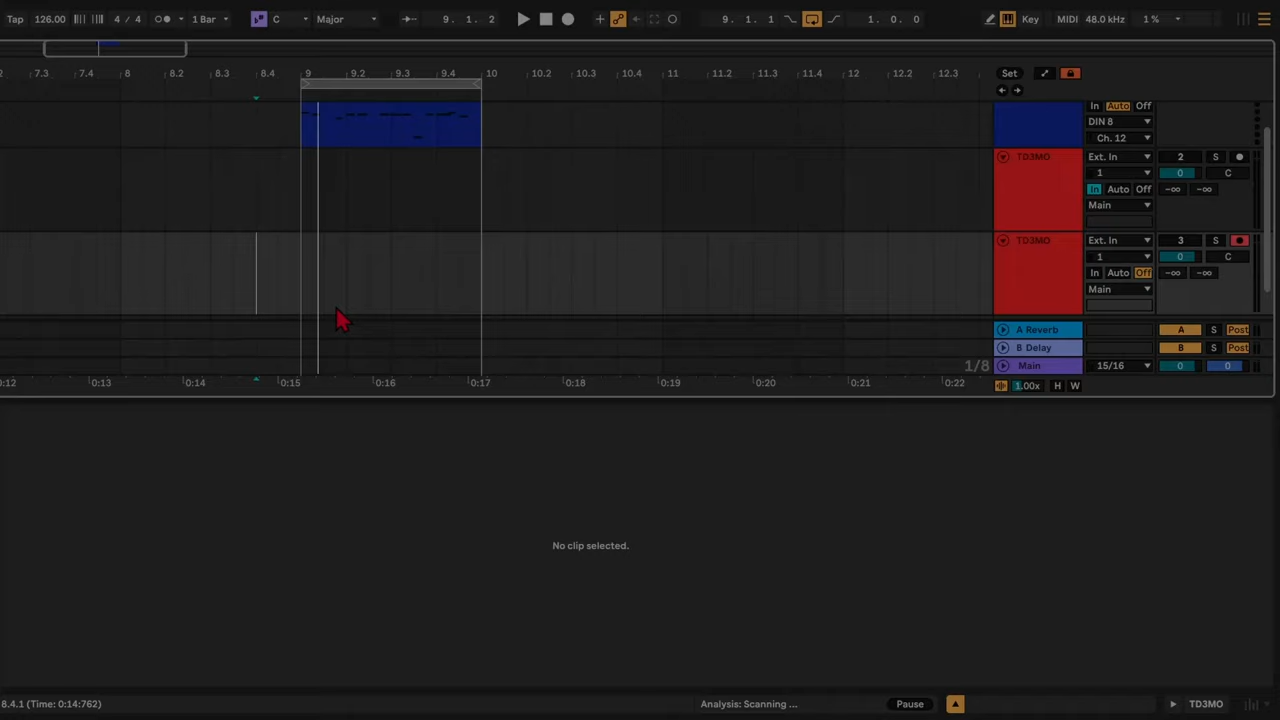 Tap 126.00 4 / 4 1 Bar C Major 9. 1. 2 9. 1. 1 1. 0. 0 Key MIDI 48.0 kHz 1 %
2 7.3 7.4 8 8.2 8.3 8.4 9 9.2 9.3 9.4 10 10.2 10.3 10.4 11 11.2 11.3 11.4 12 12.2 12.3 Set
In Auto Off
DIN 8
Ch. 12
TD3MO Ext. In 2 S
1 0 C
In Auto Off -∞ -∞
Main
TD3MO Ext. In 3 S
1 0 C
In Auto Off -∞ -∞
Main
A Reverb A S Post
B Delay B S Post
1/8 Main 15/16 0 0
0:12 0:13 0:14 0:15 0:16 0:17 0:18 0:19 0:20 0:21 0:22 1.00x H W
No clip selected.
8.4.1 (Time: 0:14:762) Analysis: Scanning ... Pause TD3MO